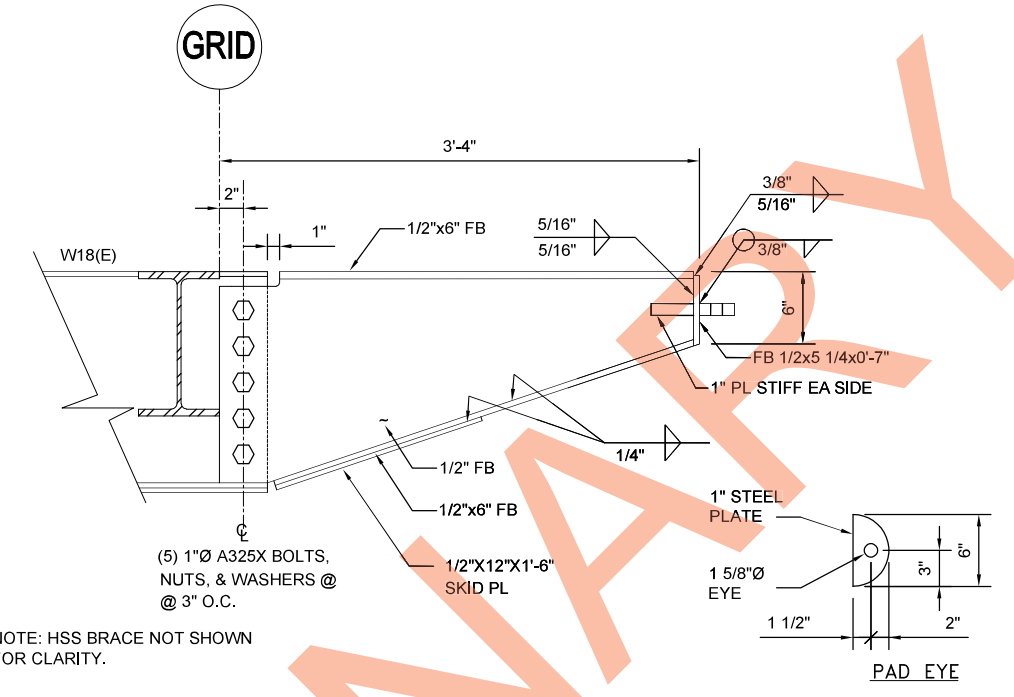 GRID
3'-4"
2"
1"
1/2"x6" FB
W18(E)
5/16"
5/16"
3/8"
5/16"
3/8"
6"
FB 1/2x5 1/4x0'-7"
1" PL STIFF EA SIDE
1/4"
~
1/2" FB
1/2"x6" FB
1/2"X12"X1'-6"
SKID PL
℄
(5) 1"Ø A325X BOLTS,
NUTS, & WASHERS @
@ 3" O.C.
NOTE: HSS BRACE NOT SHOWN
FOR CLARITY.
1" STEEL
PLATE
1 5/8"Ø
EYE
3"
6"
1 1/2"
2"
PAD EYE
NARY